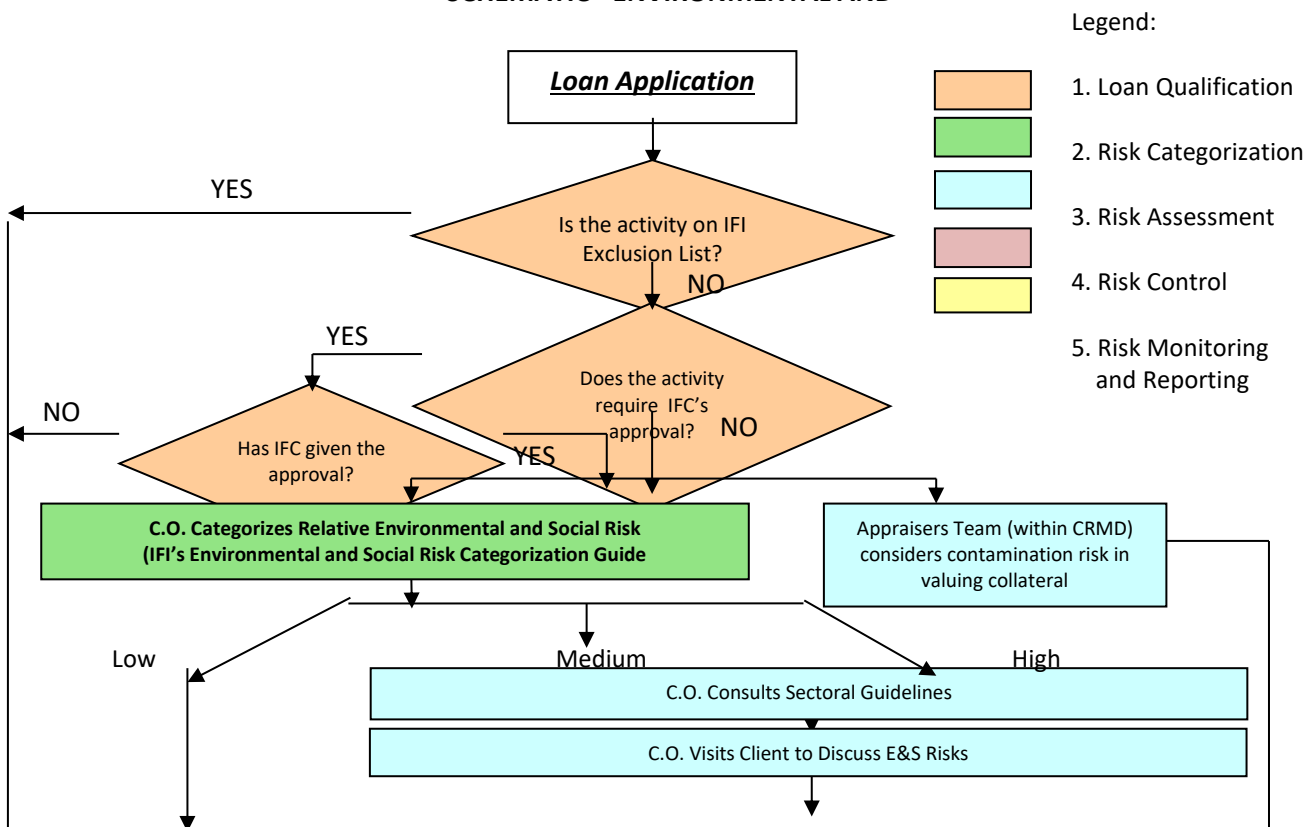 Legend:
Loan Application
1. Loan Qualification
2. Risk Categorization
YES
3. Risk Assessment
Is the activity on IFI
Exclusion List?
NO
4. Risk Control
YES
5. Risk Monitoring
and Reporting
Does the activity
require IFC's
approval?
NO
NO
Has IFC given the
approval?
YES
C.O. Categorizes Relative Environmental and Social Risk
(IFI's Environmental and Social Risk Categorization Guide
Appraisers Team (within CRMD)
considers contamination risk in
valuing collateral
Low
Medium
High
C.O. Consults Sectoral Guidelines
C.O. Visits Client to Discuss E&S Risks